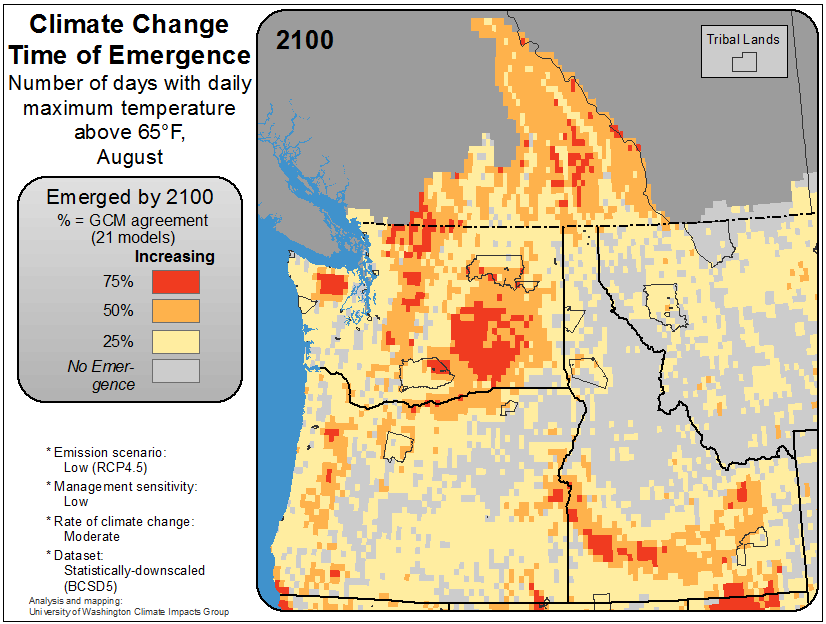 Climate Change
Time of Emergence
Number of days with daily
maximum temperature
above 65°F,
August
Emerged by 2100
% = GCM agreement
(21 models)
Increasing
75%
50%
25%
No Emer-
gence
* Emission scenario:
Low (RCP4.5)
* Management sensitivity:
Low
* Rate of climate change:
Moderate
* Dataset:
Statistically-downscaled
(BCSD5)
Analysis and mapping:
University of Washington Climate Impacts Group
2100
Tribal Lands